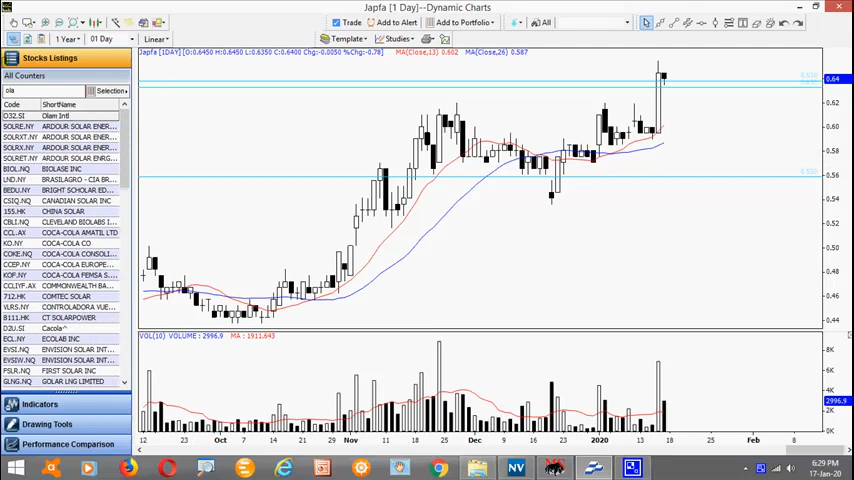 Japfa [1 Day]~Dynamic Charts
Trade Add to Alert Add to Portfolio All
1 Year 01 Day Linear Template Studies
Stocks Listings
All Counters
ola Selection
Code ShortName
O32.SI Olam Intl
SOLRE.NY ARDOUR SOLAR ENER...
SOLRXT.NY ARDOUR SOLAR ENE...
SOLRX.NY ARDOUR SOLAR ENE...
SOLRET.NY ARDOUR SOLAR ENRG...
BIOL.NQ BIOLASE INC
LND.NY BRASILAGRO - CIA BRA...
BEDU.NY BRIGHT SCHOLAR ED...
CSIQ.NQ CANADIAN SOLAR INC
155.HK CHINA SOLAR
CBLI.NQ CLEVELAND BIOLABS I...
CCL.AX COCA-COLA AMATIL LTD
KO.NY COCA-COLA CO
COKE.NQ COCA-COLA CONSOLI...
CCEP.NY COCA-COLA EUROPE...
KOF.NY COCA-COLA FEMSA S...
CCLIYF.AX COMMONWEALTH BA...
712.HK COMTEC SOLAR
VLRS.NY CONTROLADORA VUE...
8111.HK CT SOLARPOWER
D2U.SI Cacola^
ECL.NY ECOLAB INC
EVSI.NQ ENVISION SOLAR INT...
EVSIW.NQ ENVISION SOLAR INT...
FSLR.NQ FIRST SOLAR INC
GLNG.NQ GOLAR LNG LIMITED
Indicators
Drawing Tools
Performance Comparison
Japfa [1DAY] [O:0.6450 H:0.6450 L:0.6350 C:0.6400 Chg:-0.0050 %Chg:-0.78] MA(Close,13) 0.602 MA(Close,26) 0.587
0.64
0.62
0.60
0.58
0.56
0.54
0.52
0.50
0.48
0.46
0.44
VOL(10) VOLUME : 2996.9 MA : 1911.643
8K
6K
4K
2996.9
2K
0
12 23 Oct 14 22 Nov 11 18 25 Dec 9 16 23 2020 13 18 25 Feb 10
6:29 PM
17-Jan-20